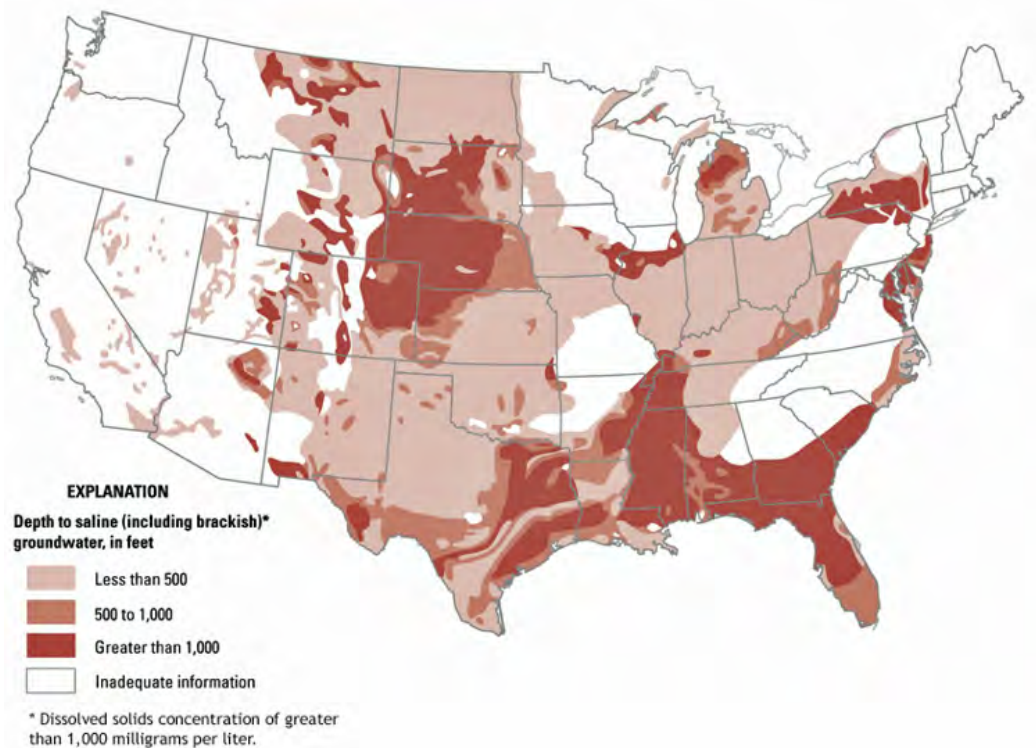 EXPLANATION
Depth to saline (including brackish)*
groundwater, in feet
Less than 500
500 to 1,000
Greater than 1,000
Inadequate information
* Dissolved solids concentration of greater
than 1,000 milligrams per liter.